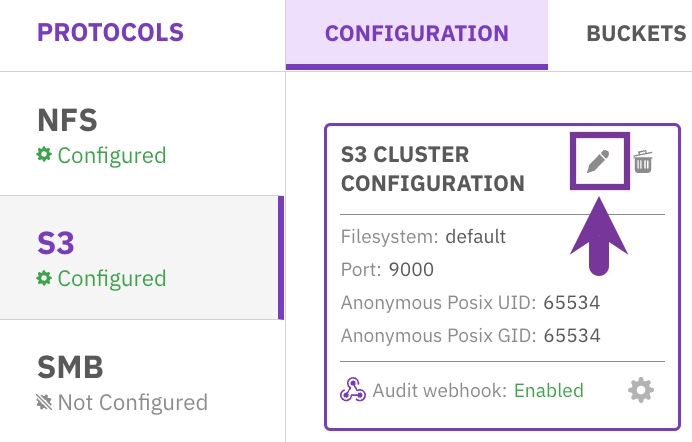 PROTOCOLS
CONFIGURATION
BUCKETS
NFS
Configured
S3
Configured
SMB
Not Configured
S3 CLUSTER
CONFIGURATION
Filesystem: default
Port: 9000
Anonymous Posix UID: 65534
Anonymous Posix GID: 65534
Audit webhook: Enabled